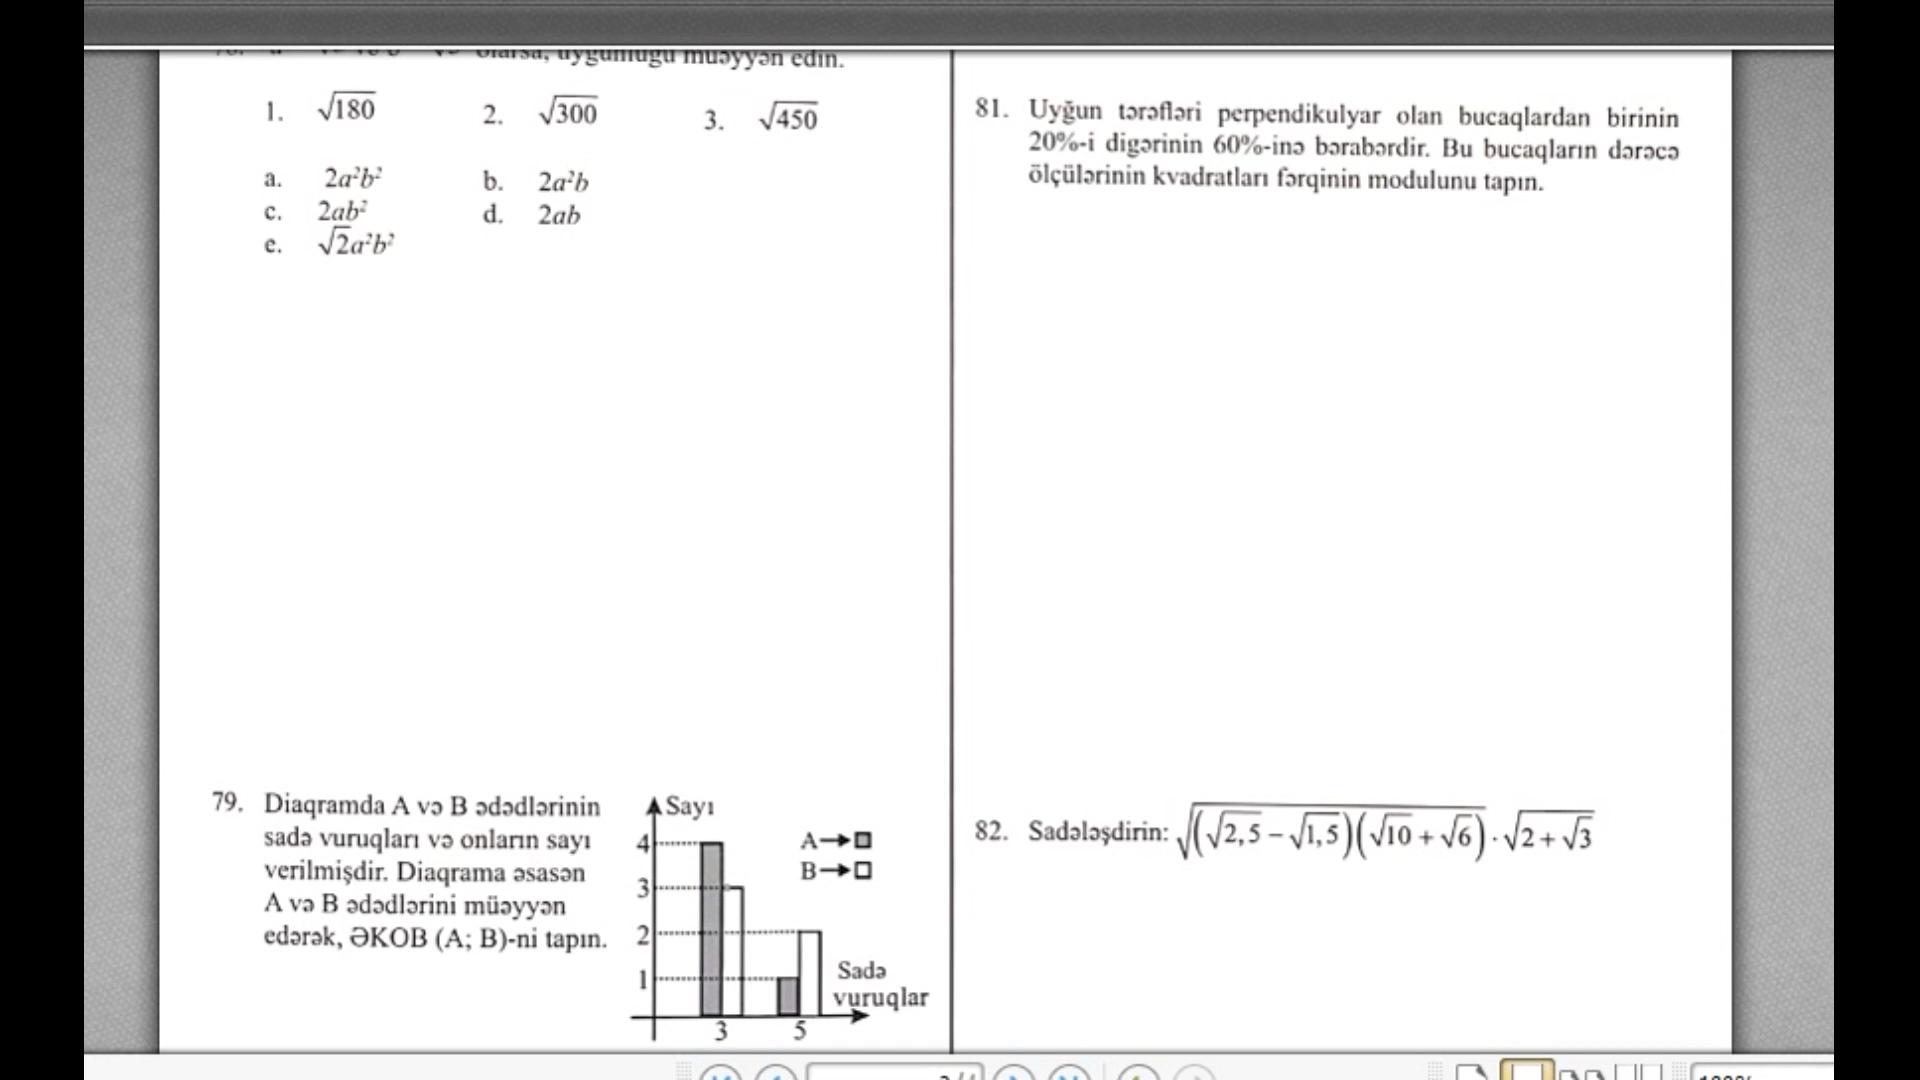 olarsa, uyğunluğu müəyyən edin.
1. √180 2. √300 3. √450
a. 2a²b² b. 2a²b
c. 2ab² d. 2ab
e. √2a²b²
79. Diaqramda A və B ədədlərinin
sadə vuruqları və onların sayı
verilmişdir. Diaqrama əsasən
A və B ədədlərini müəyyən
edərək, ƏKOB (A; B)-ni tapın.
Sayı
4
3
2
1
A→
B→
Sadə
vuruqlar
3 5
81. Uyğun tərəfləri perpendikulyar olan bucaqlardan birinin
20%-i digərinin 60%-inə bərabərdir. Bu bucaqların dərəcə
ölçülərinin kvadratları fərqinin modulunu tapın.
82. Sadələşdirin: √((√2,5 − √1,5)(√10 + √6)) · √(2 + √3)